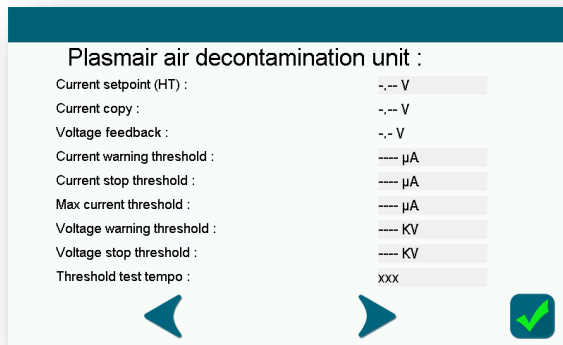 Plasmair air decontamination unit :
Current setpoint (HT) : -.-- V
Current copy : -.-- V
Voltage feedback : -.- V
Current warning threshold : ---- µA
Current stop threshold : ---- µA
Max current threshold : ---- µA
Voltage warning threshold : ---- KV
Voltage stop threshold : ---- KV
Threshold test tempo : xxx